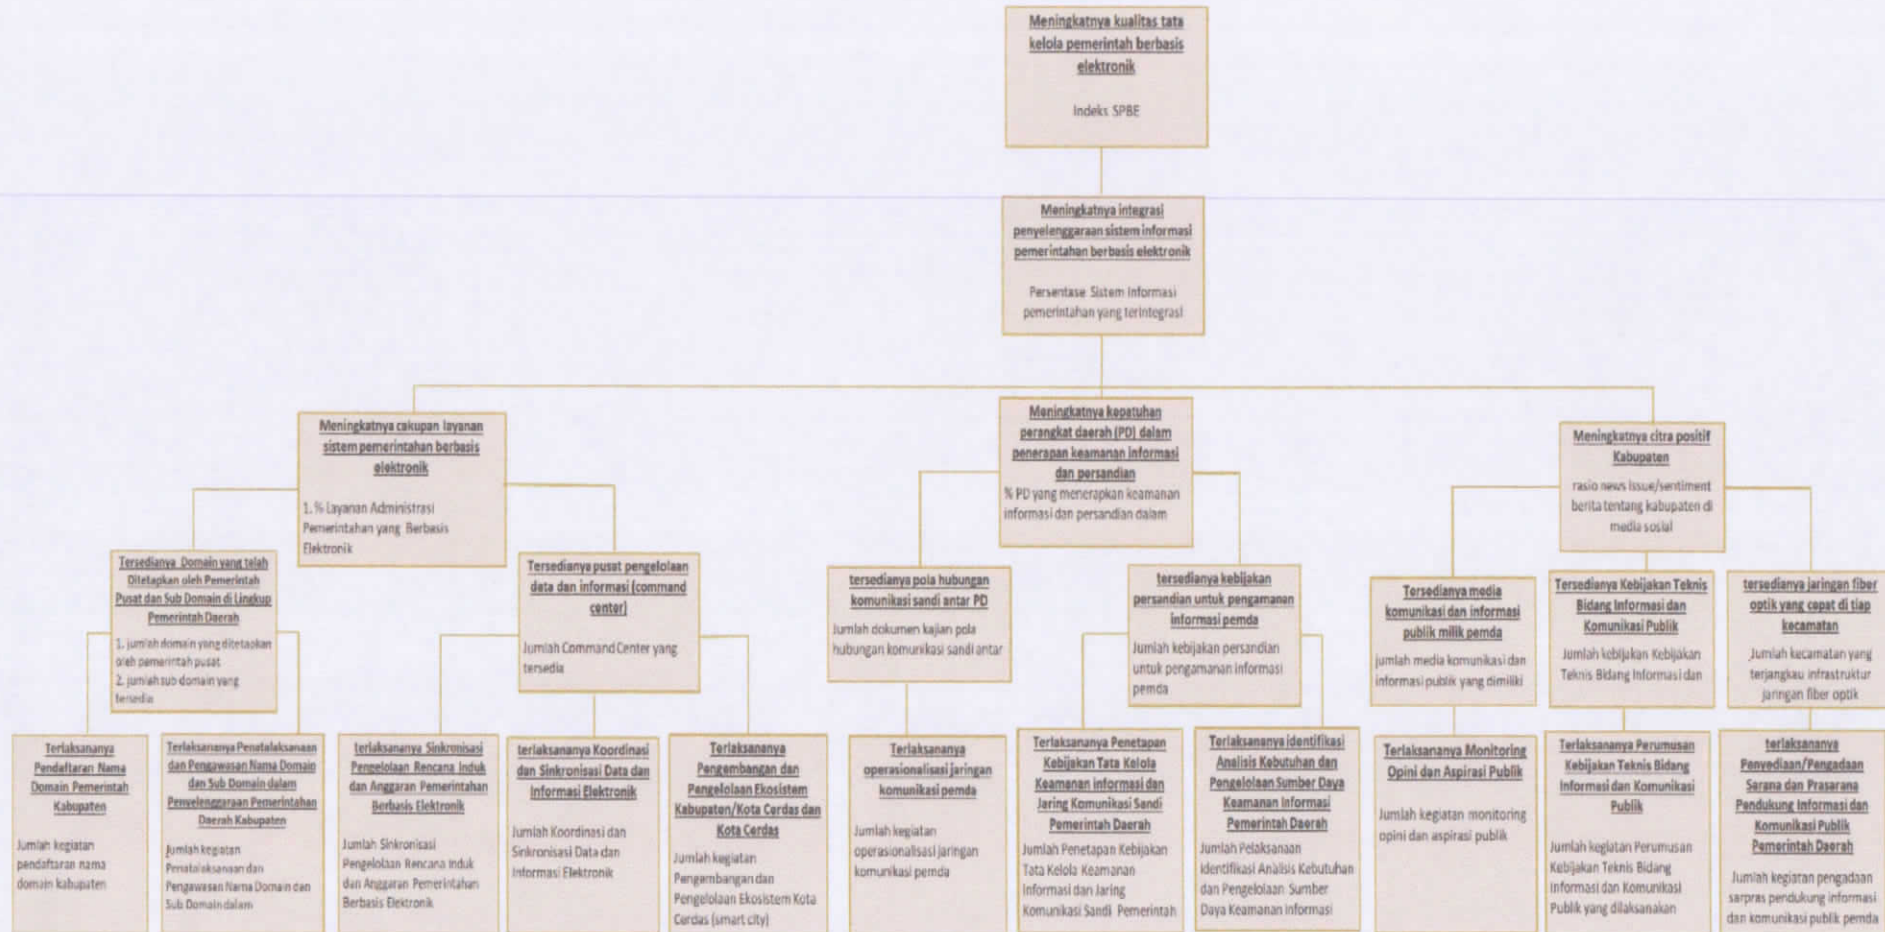 Meningkatnya kualitas tata
kelola pemerintah berbasis
elektronik
Indeks SPBE
Meningkatnya integrasi
penyelenggaraan sistem informasi
pemerintahan berbasis elektronik
Persentase Sistem Informasi
pemerintahan yang terintegrasi
Meningkatnya cakupan layanan
sistem pemerintahan berbasis
elektronik
1. % Layanan Administrasi
Pemerintahan yang Berbasis
Elektronik
Meningkatnya kepatuhan
perangkat daerah (PD) dalam
penerapan keamanan informasi
dan persandian
% PD yang menerapkan keamanan
informasi dan persandian dalam
Meningkatnya citra positif
Kabupaten
rasio news issue/sentiment
berita tentang kabupaten di
media sosial
Tersedianya Domain yang telah
Ditetapkan oleh Pemerintah
Pusat dan Sub Domain di Lingkup
Pemerintah Daerah
1. jumlah domain yang ditetapkan
oleh pemerintah pusat
2. jumlah sub domain yang
tersedia
Tersedianya pusat pengelolaan
data dan informasi (command
center)
Jumlah Command Center yang
tersedia
tersedianya pola hubungan
komunikasi sandi antar PD
Jumlah dokumen kajian pola
hubungan komunikasi sandi antar
tersedianya kebijakan
persandian untuk pengamanan
informasi pemda
Jumlah kebijakan persandian
untuk pengamanan informasi
pemda
Tersedianya media
komunikasi dan informasi
publik milik pemda
jumlah media komunikasi dan
informasi publik yang dimiliki
Tersedianya Kebijakan Teknis
Bidang Informasi dan
Komunikasi Publik
Jumlah kebijakan Kebijakan
Teknis Bidang Informasi dan
tersedianya jaringan fiber
optik yang cepat di tiap
kecamatan
Jumlah kecamatan yang
terjangkau infrastruktur
jaringan fiber optik
Terlaksananya
Pendaftaran Nama
Domain Pemerintah
Kabupaten
Jumlah kegiatan
pendaftaran nama
domain kabupaten
Terlaksananya Penatalaksanaan
dan Pengawasan Nama Domain
dan Sub Domain dalam
Penyelenggaraan Pemerintahan
Daerah Kabupaten
Jumlah kegiatan
Penatalaksanaan dan
Pengawasan Nama Domain dan
Sub Domain dalam
terlaksananya Sinkronisasi
Pengelolaan Rencana Induk
dan Anggaran Pemerintahan
Berbasis Elektronik
Jumlah Sinkronisasi
Pengelolaan Rencana Induk
dan Anggaran Pemerintahan
Berbasis Elektronik
terlaksananya Koordinasi
dan Sinkronisasi Data dan
Informasi Elektronik
Jumlah Koordinasi dan
Sinkronisasi Data dan
Informasi Elektronik
Terlaksananya
Pengembangan dan
Pengelolaan Ekosistem
Kabupaten/Kota Cerdas dan
Kota Cerdas
Jumlah kegiatan
Pengembangan dan
Pengelolaan Ekosistem Kota
Cerdas (smart city)
Terlaksananya
operasionalisasi jaringan
komunikasi pemda
Jumlah kegiatan
operasionalisasi jaringan
komunikasi pemda
Terlaksananya Penetapan
Kebijakan Tata Kelola
Keamanan informasi dan
Jaring Komunikasi Sandi
Pemerintah Daerah
Jumlah Penetapan Kebijakan
Tata Kelola Keamanan
Informasi dan Jaring
Komunikasi Sandi Pemerintah
Terlaksananya identifikasi
Analisis Kebutuhan dan
Pengelolaan Sumber Daya
Keamanan Informasi
Pemerintah Daerah
Jumlah Pelaksanaan
Identifikasi Analisis Kebutuhan
dan Pengelolaan Sumber
Daya Keamanan Informasi
Terlaksananya Monitoring
Opini dan Aspirasi Publik
Jumlah kegiatan monitoring
opini dan aspirasi publik
Terlaksananya Perumusan
Kebijakan Teknis Bidang
Informasi dan Komunikasi
Publik
Jumlah kegiatan Perumusan
Kebijakan Teknis Bidang
Informasi dan Komunikasi
Publik yang dilaksanakan
terlaksananya
Penyediaan/Pengadaan
Sarana dan Prasarana
Pendukung Informasi dan
Komunikasi Publik
Pemerintah Daerah
Jumlah kegiatan pengadaan
sarpras pendukung informasi
dan komunikasi publik pemda